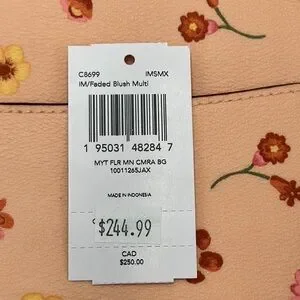 C8699 IMSMX
IM/Faded Blush Multi
1 95031 48284 7
MYT FLR MN CMRA BG
10011265JAX
MADE IN INDONESIA
$244.99
CAD
$250.00